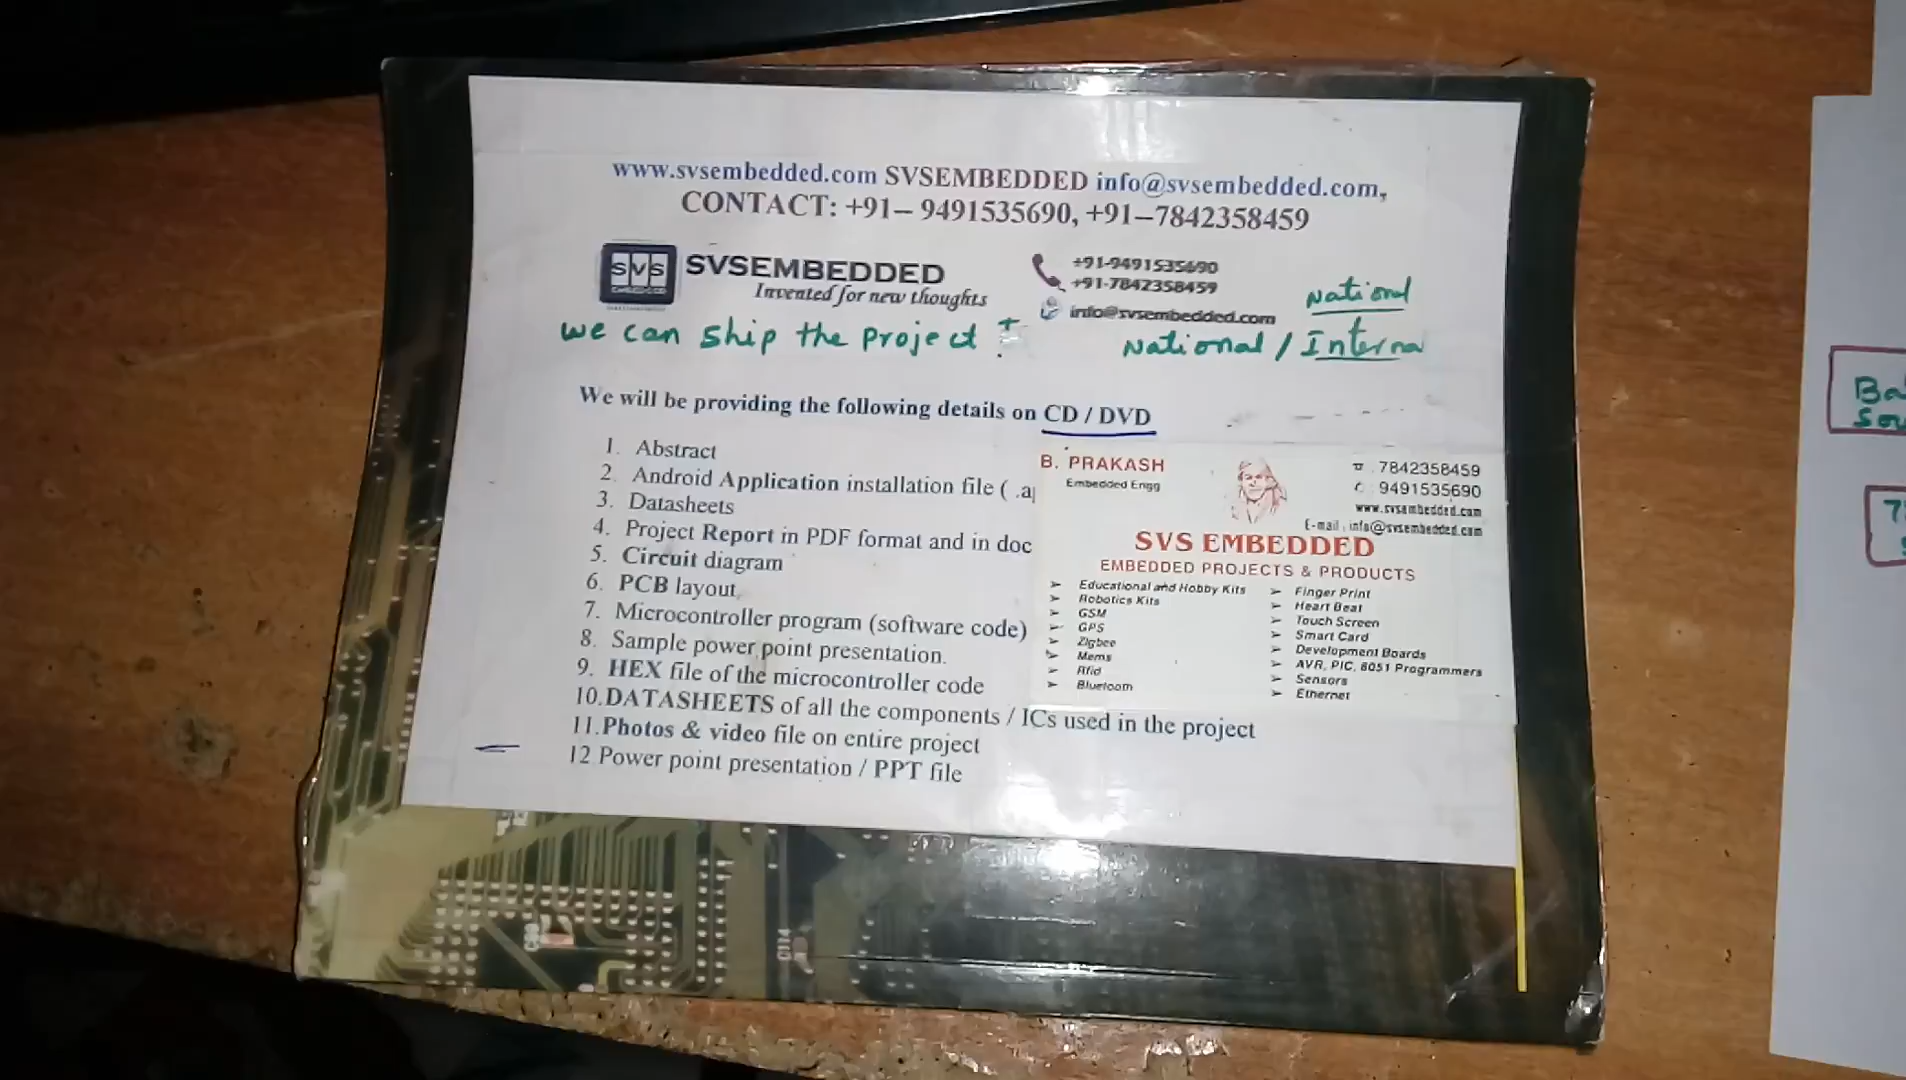 www.svsembedded.com SVSEMBEDDED info@svsembedded.com,
CONTACT: +91– 9491535690, +91–7842358459
SVS
SVSEMBEDDED
Invented for new thoughts
+91-9491535690
+91-7842358459
info@svsembedded.com
National
we can ship the project :
National / Interna
We will be providing the following details on CD / DVD
1. Abstract
2. Android Application installation file ( .a
3. Datasheets
4. Project Report in PDF format and in doc
5. Circuit diagram
6. PCB layout
7. Microcontroller program (software code)
8. Sample power point presentation.
9. HEX file of the microcontroller code
10.DATASHEETS of all the components / ICs used in the project
11.Photos & video file on entire project
12 Power point presentation / PPT file
B. PRAKASH
Embedded Engg
7842358459
9491535690
www.svsembedded.com
E-mail : info@svsembedded.com
SVS EMBEDDED
EMBEDDED PROJECTS & PRODUCTS
➢ Educational and Hobby Kits
➢ Robotics Kits
➢ GSM
➢ GPS
➢ Zigbee
➢ Mems
➢ Rfid
➢ Bluetooth
➢ Finger Print
➢ Heart Beat
➢ Touch Screen
➢ Smart Card
➢ Development Boards
➢ AVR, PIC, 8051 Programmers
➢ Sensors
➢ Ethernet
C114